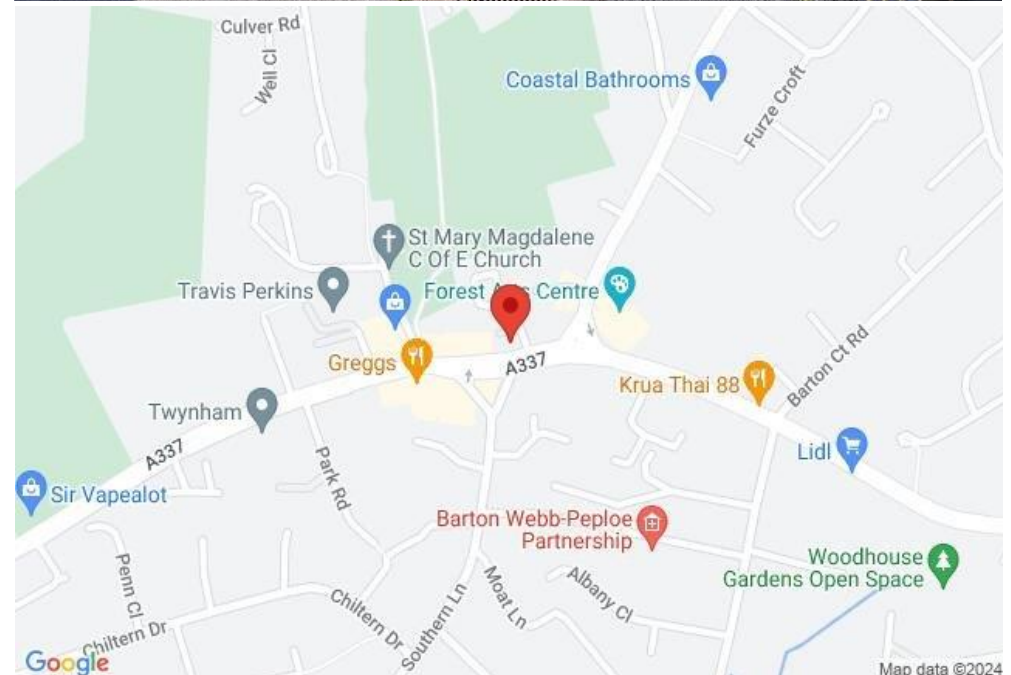 Culver Rd
Well Cl
Coastal Bathrooms
Furze Croft
St Mary Magdalene
C Of E Church
Travis Perkins
Forest Arts Centre
Greggs
A337
Krua Thai 88
Barton Ct Rd
Twynham
A337
Lidl
Park Rd
Sir Vapealot
Barton Webb-Peploe
Partnership
Woodhouse
Gardens Open Space
Penn Cl
Moat Ln
Albany Cl
Chiltern Dr
Southern Ln
Chiltern Dr
Google
Map data ©2024